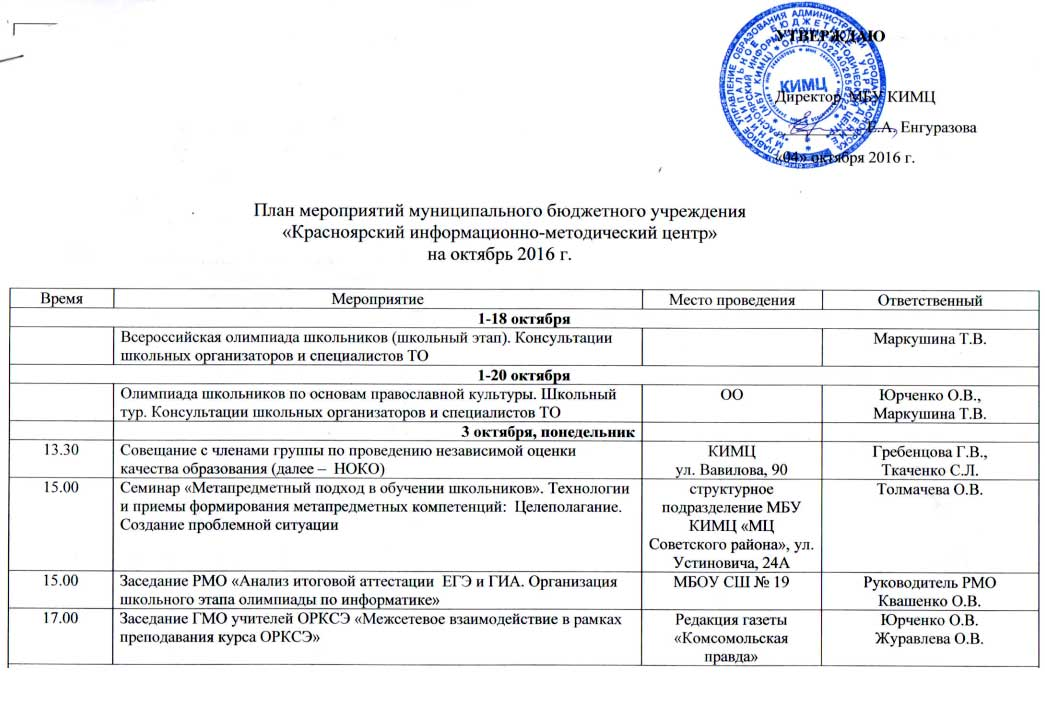 УТВЕРЖДАЮ
Директор МБУ КИМЦ
Е.А. Енгуразова
«04» октября 2016 г.
КИМЦ
План мероприятий муниципального бюджетного учреждения
«Красноярский информационно-методический центр»
на октябрь 2016 г.
Время Мероприятие Место проведения Ответственный
1-18 октября
Всероссийская олимпиада школьников (школьный этап). Консультации Маркушина Т.В.
школьных организаторов и специалистов ТО
1-20 октября
Олимпиада школьников по основам православной культуры. Школьный ОО Юрченко О.В.,
тур. Консультации школьных организаторов и специалистов ТО Маркушина Т.В.
3 октября, понедельник
13.30 Совещание с членами группы по проведению независимой оценки КИМЦ Гребенцова Г.В.,
качества образования (далее – НОКО) ул. Вавилова, 90 Ткаченко С.Л.
15.00 Семинар «Метапредметный подход в обучении школьников». Технологии структурное Толмачева О.В.
и приемы формирования метапредметных компетенций: Целеполагание. подразделение МБУ
Создание проблемной ситуации КИМЦ «МЦ
Советского района», ул.
Устиновича, 24А
15.00 Заседание РМО «Анализ итоговой аттестации ЕГЭ и ГИА. Организация МБОУ СШ № 19 Руководитель РМО
школьного этапа олимпиады по информатике» Квашенко О.В.
17.00 Заседание ГМО учителей ОРКСЭ «Межсетевое взаимодействие в рамках Редакция газеты Юрченко О.В.
преподавания курса ОРКСЭ» «Комсомольская Журавлева О.В.
правда»